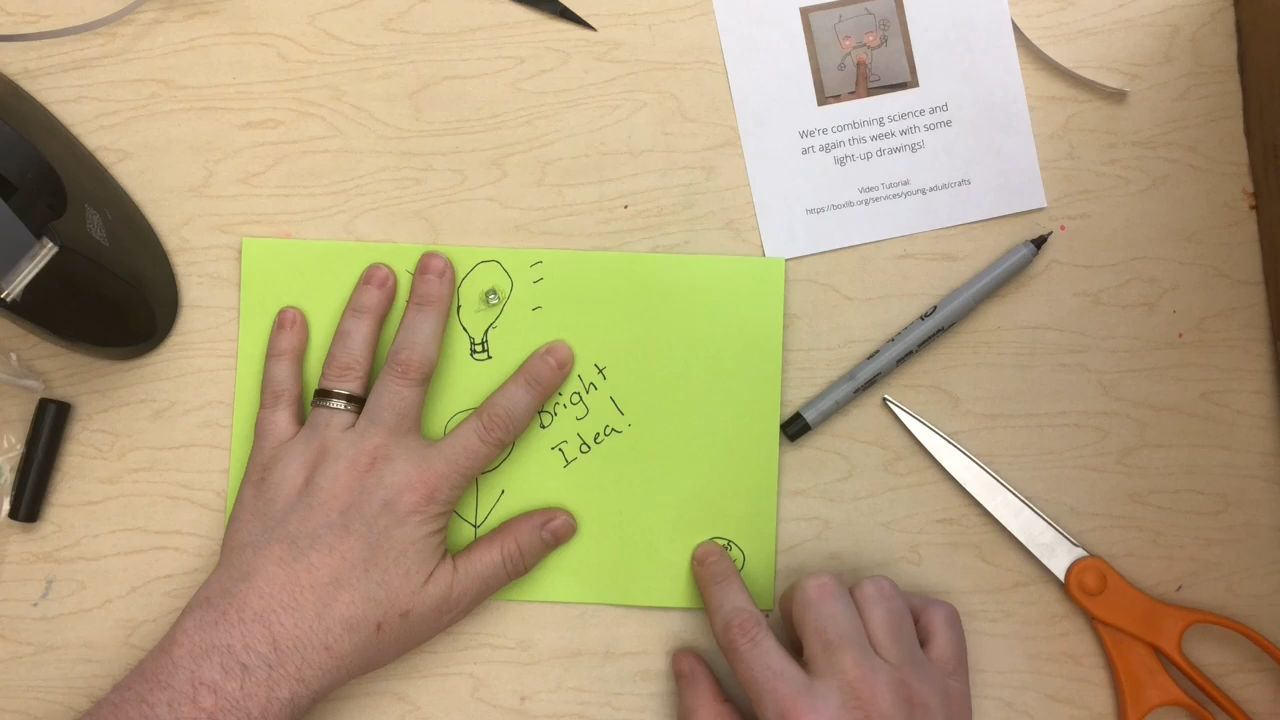 We're combining science and
art again this week with some
light-up drawings!
Video Tutorial:
https://boxlib.org/services/young-adult/crafts
Bright
Idea!